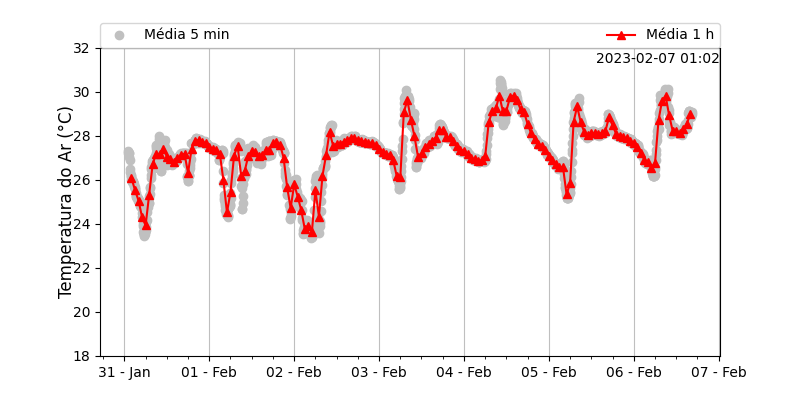 Média 5 min
Média 1 h
2023-02-07 01:02
Temperatura do Ar (°C)
32
30
28
26
24
22
20
18
31 - Jan
01 - Feb
02 - Feb
03 - Feb
04 - Feb
05 - Feb
06 - Feb
07 - Feb